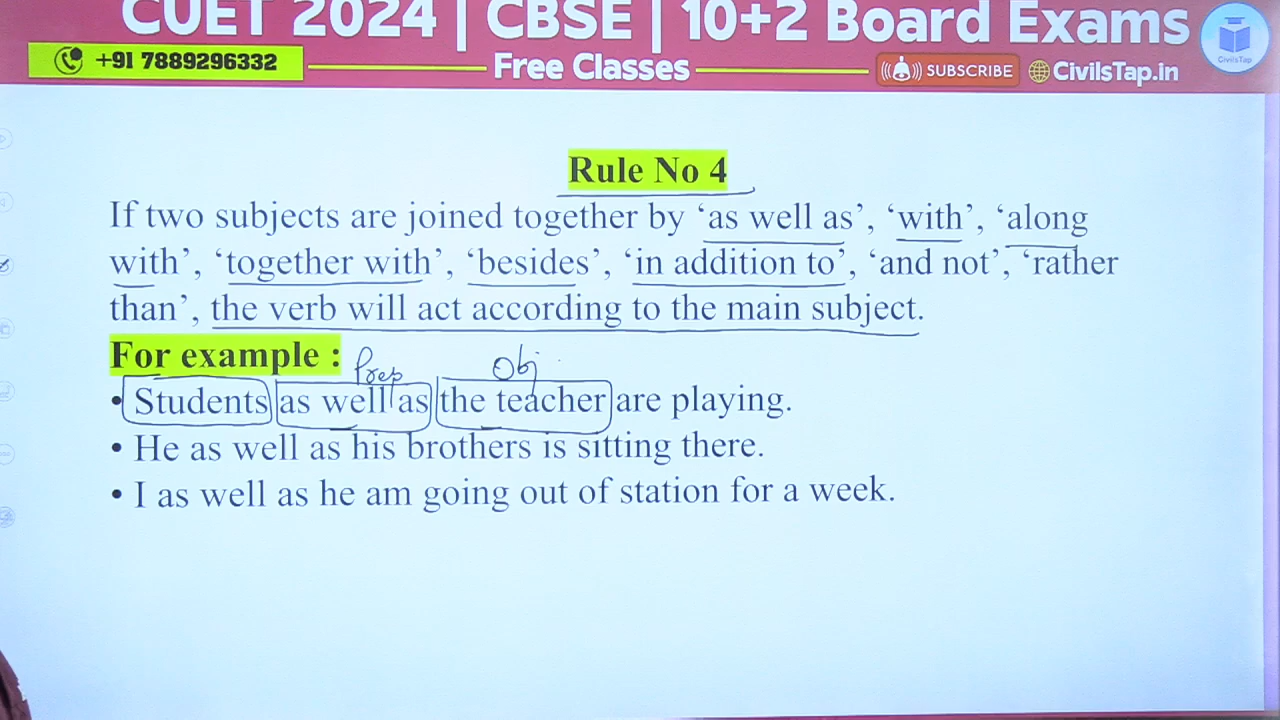 CUET 2024 | CBSE | 10+2 Board Exams
+91 7889296332
Free Classes
SUBSCRIBE
CivilsTap.in
CivilsTap
Rule No 4
If two subjects are joined together by ‘as well as’, ‘with’, ‘along
with’, ‘together with’, ‘besides’, ‘in addition to’, ‘and not’, ‘rather
than’, the verb will act according to the main subject.
For example :
Prep Obj
• Students as well as the teacher are playing.
• He as well as his brothers is sitting there.
• I as well as he am going out of station for a week.